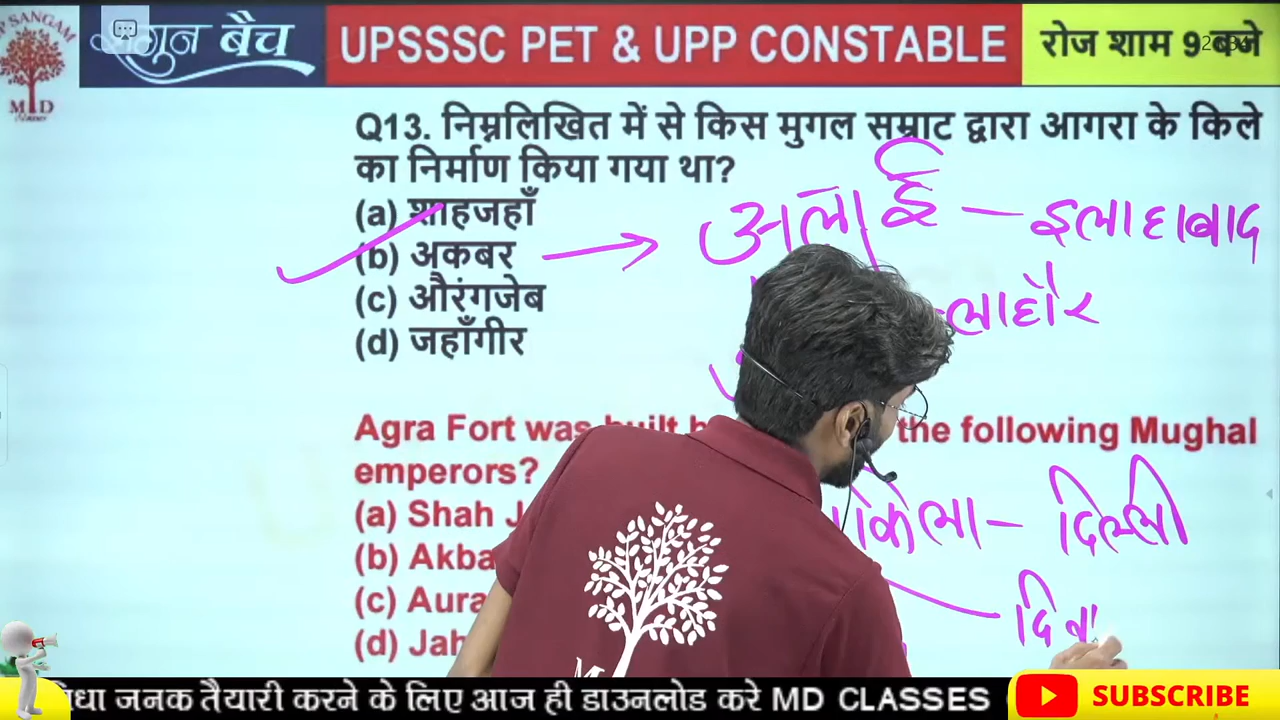 P SANGAM
MD
गुन बैच
UPSSSC PET & UPP CONSTABLE
रोज शाम 9 बजे
Q13. निम्नलिखित में से किस मुगल सम्राट द्वारा आगरा के किले
का निर्माण किया गया था?
(a) शाहजहाँ
(b) अकबर
(c) औरंगजेब
(d) जहाँगीर
इलाहाबाद
लाहौर
Agra Fort was built b the following Mughal
emperors?
(a) Shah J
(b) Akba
(c) Aura
(d) Jah
किला – दिल्ली
M
िधा जनक तैयारी करने के लिए आज ही डाउनलोड करे MD CLASSES
SUBSCRIBE